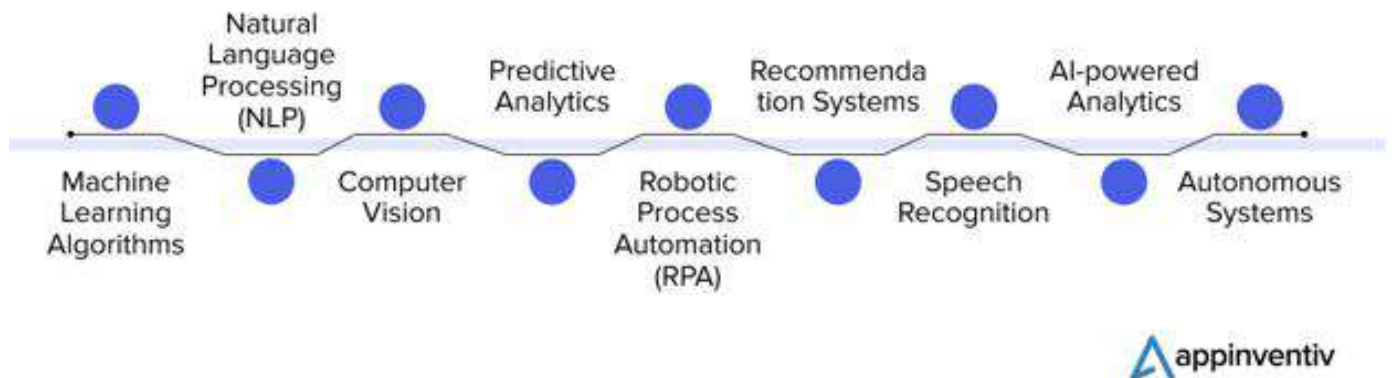 Machine
Learning
Algorithms
Natural
Language
Processing
(NLP)
Computer
Vision
Predictive
Analytics
Robotic
Process
Automation
(RPA)
Recommenda
tion Systems
Speech
Recognition
AI-powered
Analytics
Autonomous
Systems
appinventiv